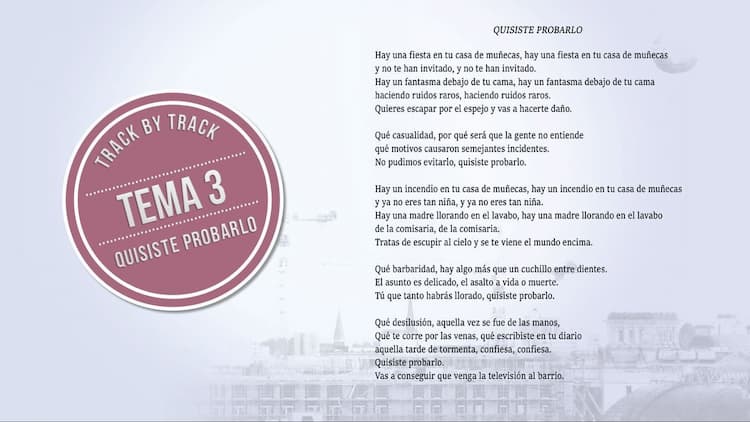 TRACK BY TRACK
TEMA 3
QUISISTE PROBARLO
QUISISTE PROBARLO
Hay una fiesta en tu casa de muñecas, hay una fiesta en tu casa de muñecas
y no te han invitado, y no te han invitado.
Hay un fantasma debajo de tu cama, hay un fantasma debajo de tu cama
haciendo ruidos raros, haciendo ruidos raros.
Quieres escapar por el espejo y vas a hacerte daño.
Qué casualidad, por qué será que la gente no entiende
qué motivos causaron semejantes incidentes.
No pudimos evitarlo, quisiste probarlo.
Hay un incendio en tu casa de muñecas, hay un incendio en tu casa de muñecas
y ya no eres tan niña, y ya no eres tan niña.
Hay una madre llorando en el lavabo, hay una madre llorando en el lavabo
de la comisaria, de la comisaria.
Tratas de escupir al cielo y se te viene el mundo encima.
Qué barbaridad, hay algo más que un cuchillo entre dientes.
El asunto es delicado, el asalto a vida o muerte.
Tú que tanto habrás llorado, quisiste probarlo.
Qué desilusión, aquella vez se fue de las manos,
Qué te corre por las venas, qué escribiste en tu diario
aquella tarde de tormenta, confiesa, confiesa.
Quisiste probarlo.
Vas a conseguir que venga la televisión al barrio.